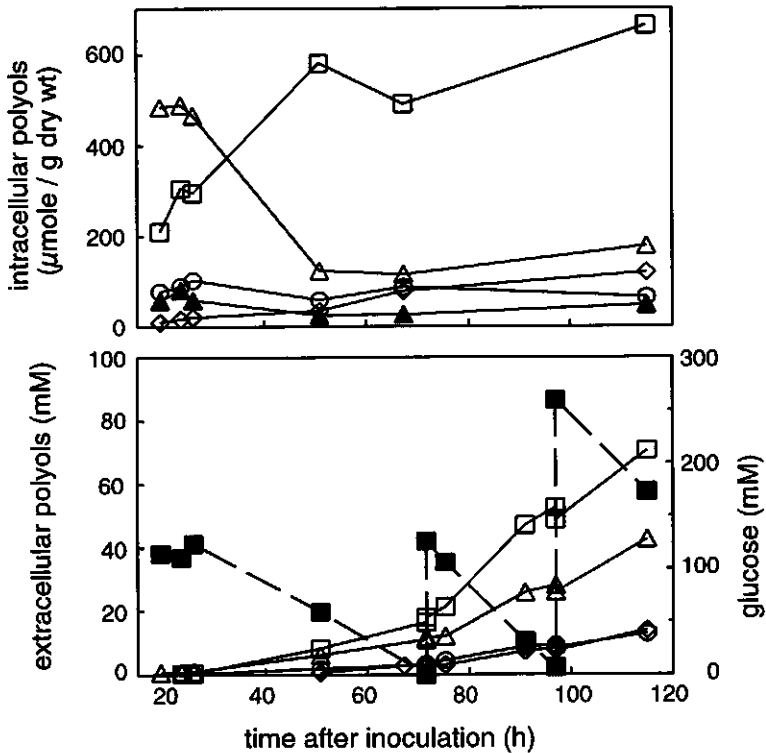 600
400
200
0
intracellular polyols
(µmole / g dry wt)
100
80
60
40
20
0
extracellular polyols (mM)
300
200
100
0
glucose (mM)
20 40 60 80 100 120
time after inoculation (h)